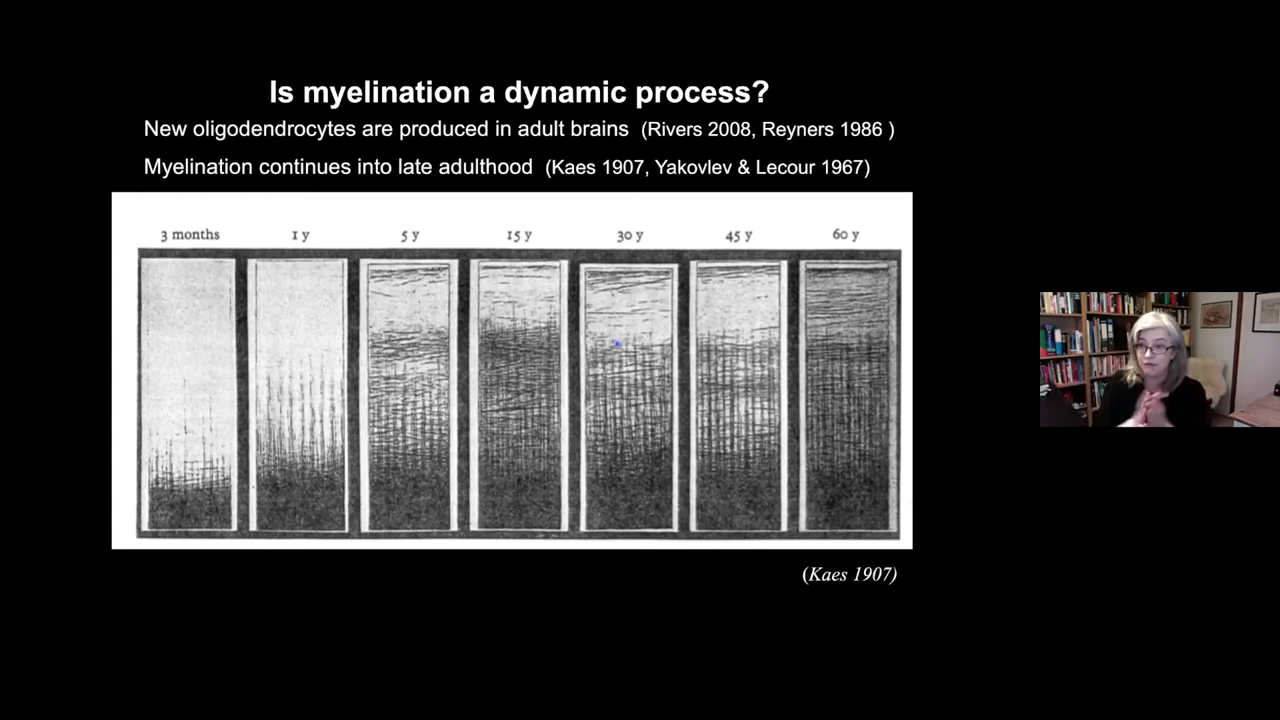 Is myelination a dynamic process?
New oligodendrocytes are produced in adult brains (Rivers 2008, Reyners 1986 )
Myelination continues into late adulthood (Kaes 1907, Yakovlev & Lecour 1967)
3 months 1 y 5 y 15 y 30 y 45 y 60 y
(Kaes 1907)